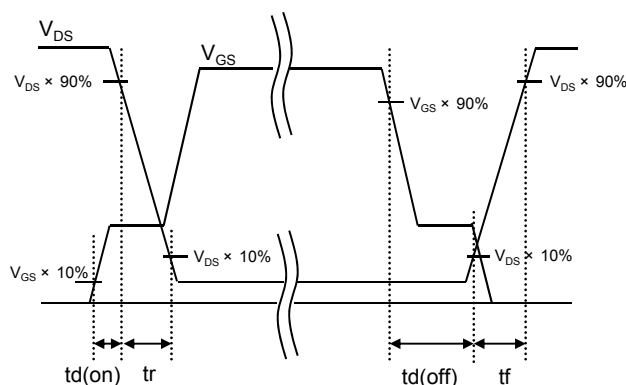 VDS
VGS
VDS × 90%
VGS × 90%
VDS × 90%
VGS × 10%
VDS × 10%
VDS × 10%
td(on)
tr
td(off)
tf